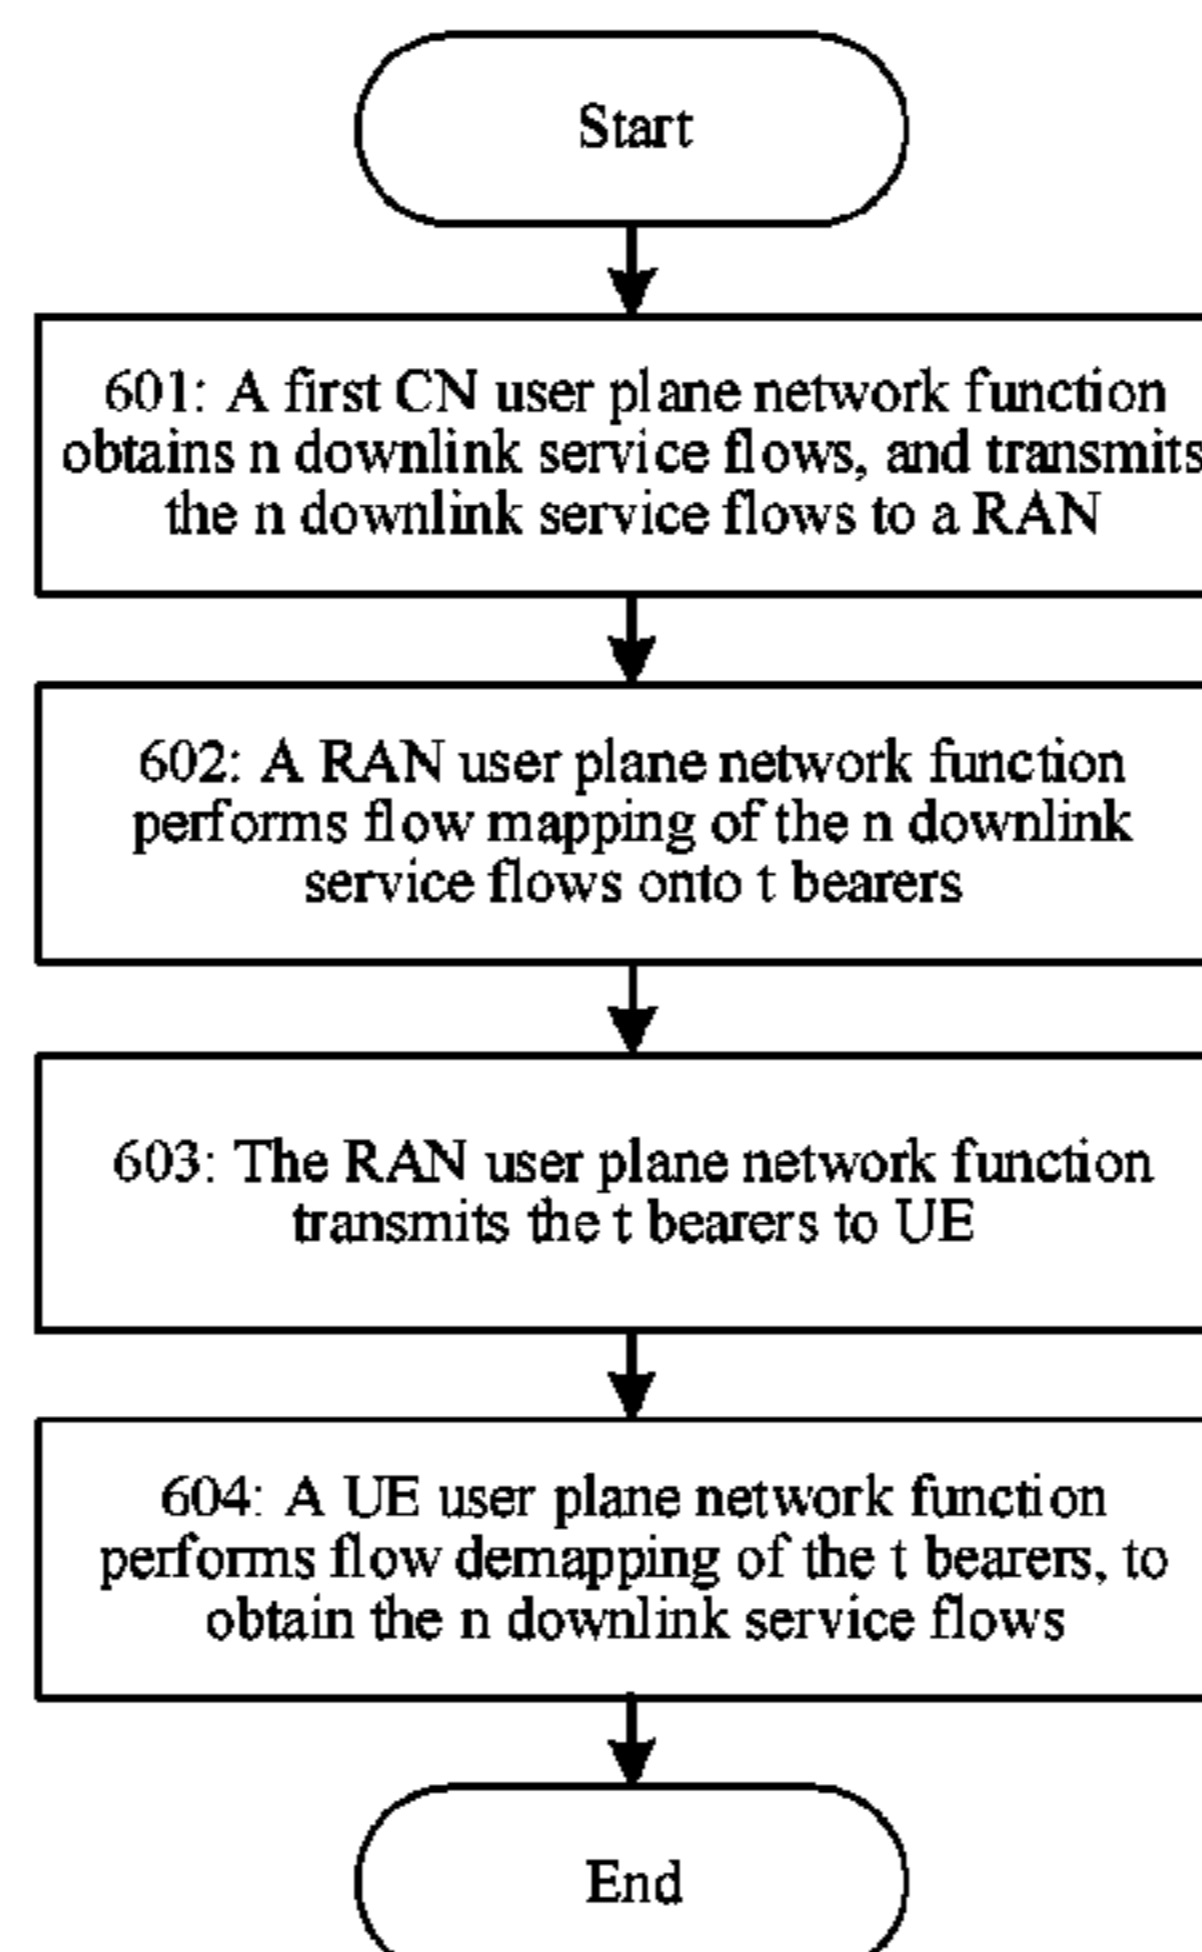 Start
601: A first CN user plane network function
obtains n downlink service flows, and transmits
the n downlink service flows to a RAN
602: A RAN user plane network function
performs flow mapping of the n downlink
service flows onto t bearers
603: The RAN user plane network function
transmits the t bearers to UE
604: A UE user plane network function
performs flow demapping of the t bearers, to
obtain the n downlink service flows
End